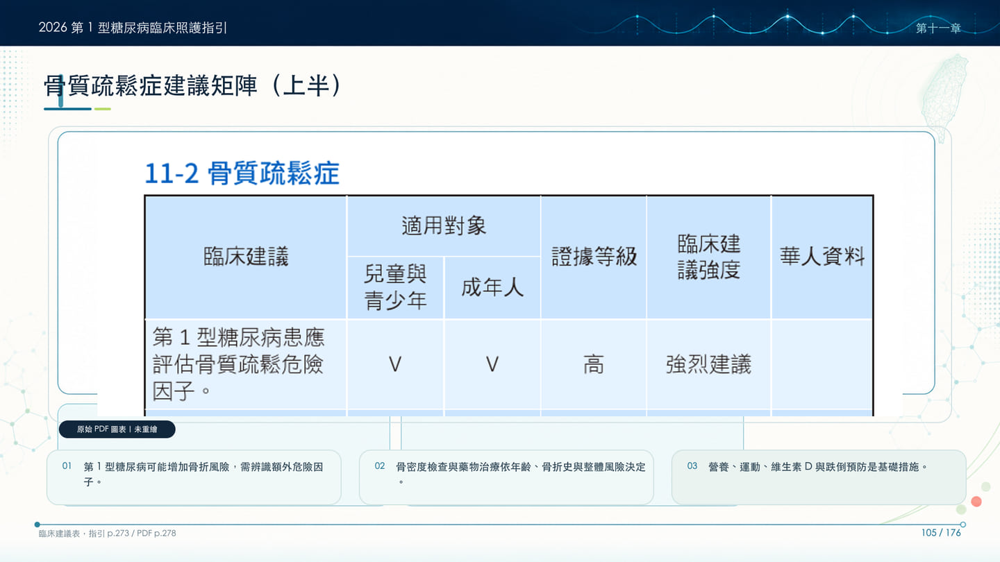 2026 第 1 型糖尿病臨床照護指引
第十一章
骨質疏鬆症建議矩陣（上半）
11-2 骨質疏鬆症
臨床建議
適用對象
證據等級
臨床建
議強度
華人資料
兒童與
青少年
成年人
第 1 型糖尿病患應
評估骨質疏鬆危險
因子。
V
V
高
強烈建議
原始 PDF 圖表｜未重繪
01 第 1 型糖尿病可能增加骨折風險，需辨識額外危險因
子。
02 骨密度檢查與藥物治療依年齡、骨折史與整體風險決定
。
03 營養、運動、維生素 D 與跌倒預防是基礎措施。
臨床建議表，指引 p.273 / PDF p.278
105 / 176